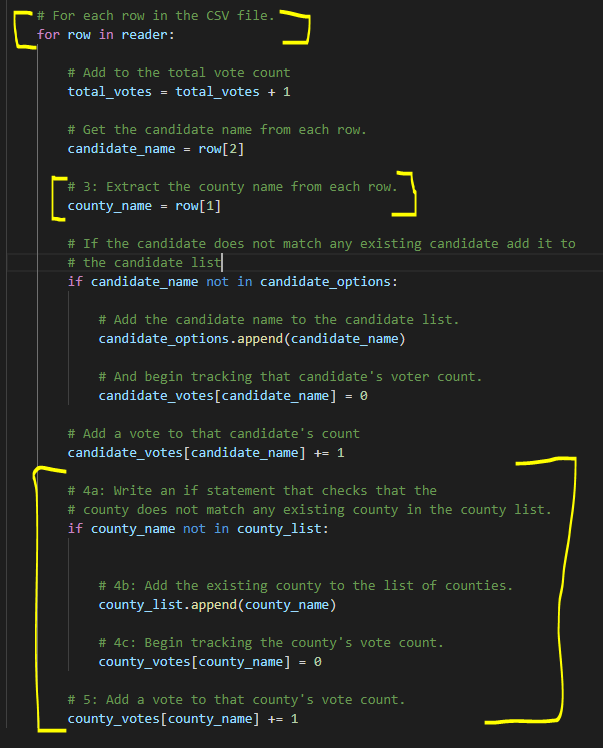 # For each row in the CSV file.
for row in reader:
# Add to the total vote count
total_votes = total_votes + 1
# Get the candidate name from each row.
candidate_name = row[2]
# 3: Extract the county name from each row.
county_name = row[1]
# If the candidate does not match any existing candidate add it to
# the candidate list
if candidate_name not in candidate_options:
# Add the candidate name to the candidate list.
candidate_options.append(candidate_name)
# And begin tracking that candidate's voter count.
candidate_votes[candidate_name] = 0
# Add a vote to that candidate's count
candidate_votes[candidate_name] += 1
# 4a: Write an if statement that checks that the
# county does not match any existing county in the county list.
if county_name not in county_list:
# 4b: Add the existing county to the list of counties.
county_list.append(county_name)
# 4c: Begin tracking the county's vote count.
county_votes[county_name] = 0
# 5: Add a vote to that county's vote count.
county_votes[county_name] += 1